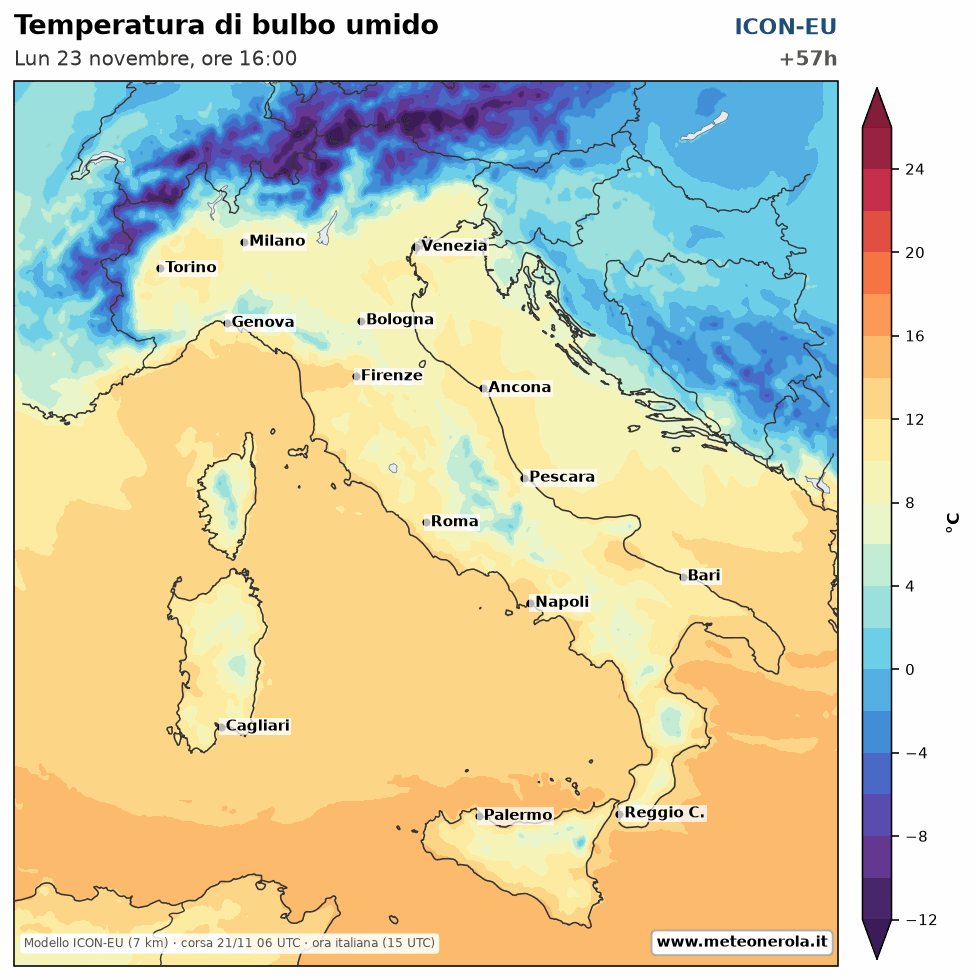 Temperatura di bulbo umido
ICON-EU
Lun 23 novembre, ore 16:00
+57h
Milano
Venezia
Torino
Genova
Bologna
Firenze
Ancona
Pescara
Roma
Bari
Napoli
Cagliari
Palermo
Reggio C.
24
20
16
12
8
4
0
−4
−8
−12
°C
Modello ICON-EU (7 km) · corsa 21/11 06 UTC · ora italiana (15 UTC)
www.meteonerola.it